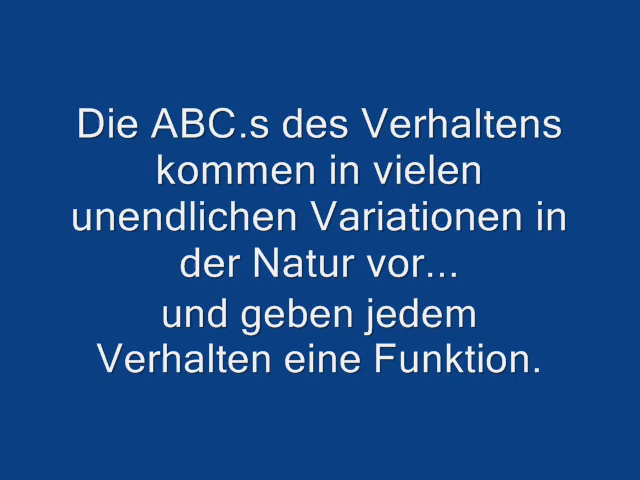 Die ABC.s des Verhaltens
kommen in vielen
unendlichen Variationen in
der Natur vor...
und geben jedem
Verhalten eine Funktion.